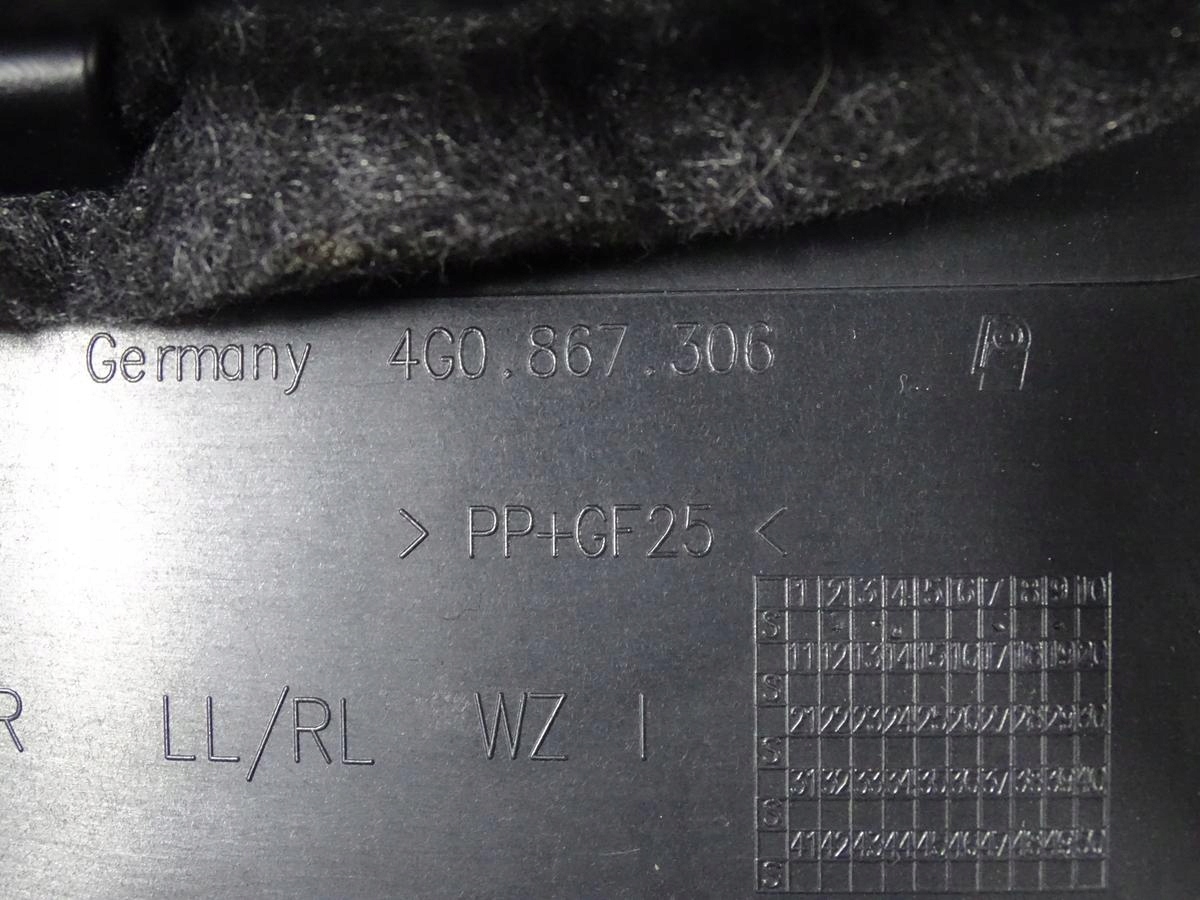 Germany 4G0.867.306
> PP+GF25 <
R LL/RL WZ I
1 2 3 4 5 6 7 8 9 10
S
11 12 13 14 15 16 17 18 19 20
S
21 22 23 24 25 26 27 28 29 30
S
31 32 33 34 35 36 37 38 39 40
S
41 42 43 44 45 46 47 48 49 50
S